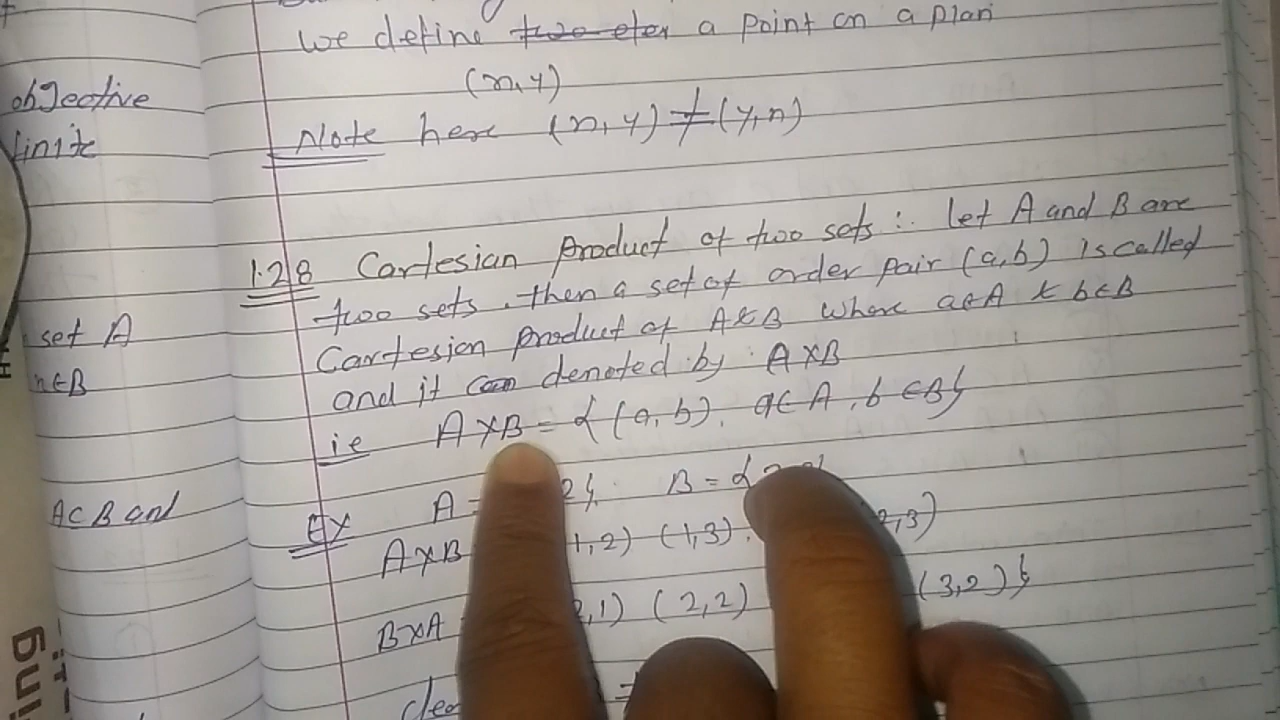 we define two eten a point on a plan
(x, y)
Note here (x, y) ≠ (y, x)
objective
finite
1.28 Cartesian product of two sets :. let A and B are
two sets, then a set of order pair (a, b) is called
Cartesian product of A & B where a∈A & b∈B
and it can denoted by A×B
ie A×B = {(a, b). a∈A, b∈B}
Ex A = 2}. B = {
A×B 1,2) (1,3). 2,3)
B×A ,1) (2,2) (3,2)}
set A
x∈B
A⊂B and